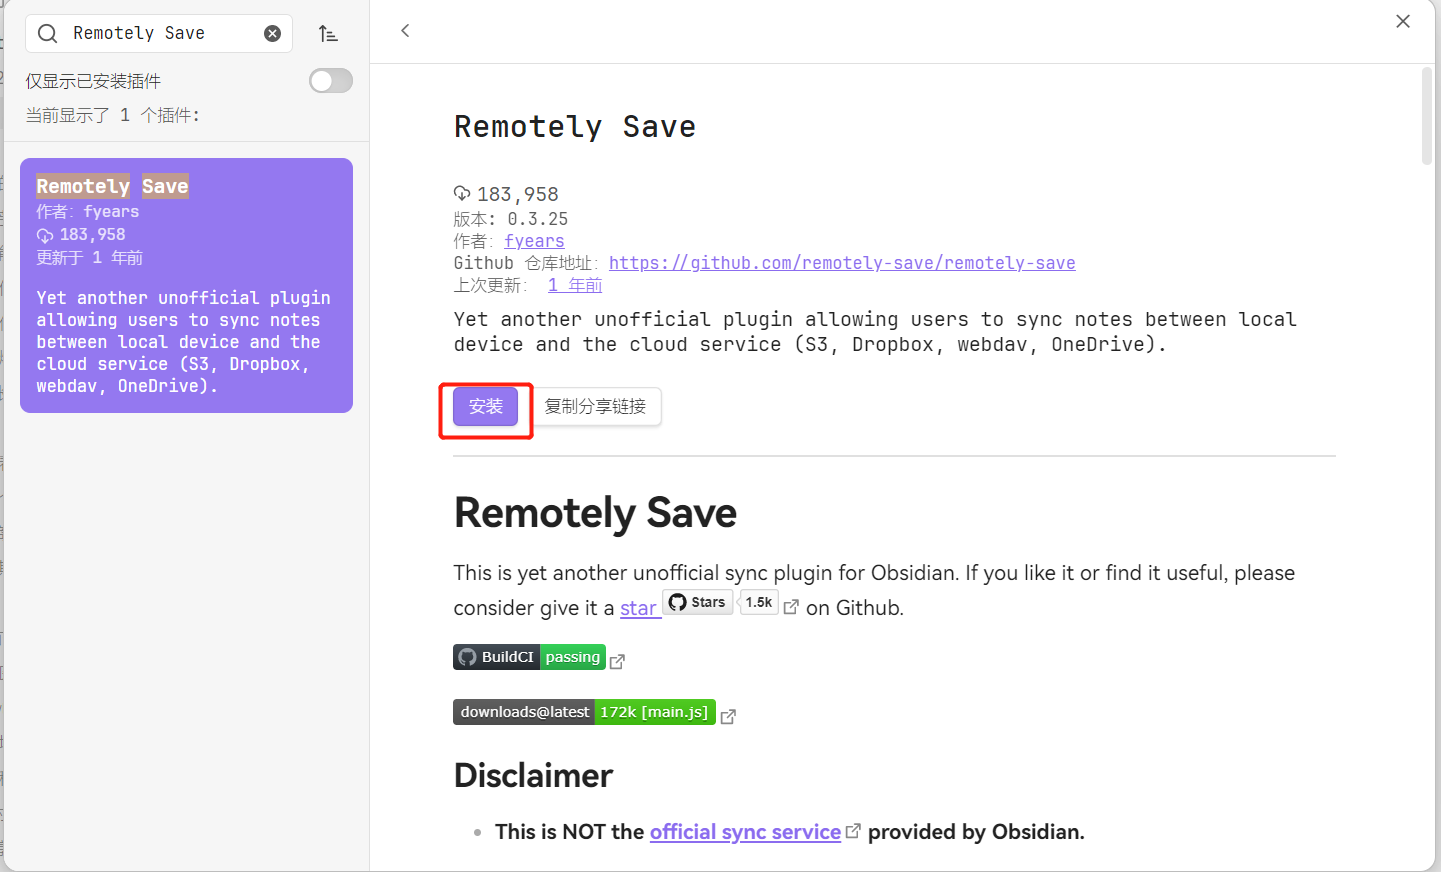 Remotely Save
仅显示已安装插件
当前显示了 1 个插件:
Remotely Save
作者: fyears
183,958
更新于 1 年前
Yet another unofficial plugin
allowing users to sync notes
between local device and the
cloud service (S3, Dropbox,
webdav, OneDrive).
Remotely Save
183,958
版本: 0.3.25
作者: fyears
Github 仓库地址: https://github.com/remotely-save/remotely-save
上次更新: 1 年前
Yet another unofficial plugin allowing users to sync notes between local
device and the cloud service (S3, Dropbox, webdav, OneDrive).
安装 复制分享链接
Remotely Save
This is yet another unofficial sync plugin for Obsidian. If you like it or find it useful, please
consider give it a star Stars 1.5k on Github.
BuildCI passing
downloads@latest 172k [main.js]
Disclaimer
• This is NOT the official sync service provided by Obsidian.